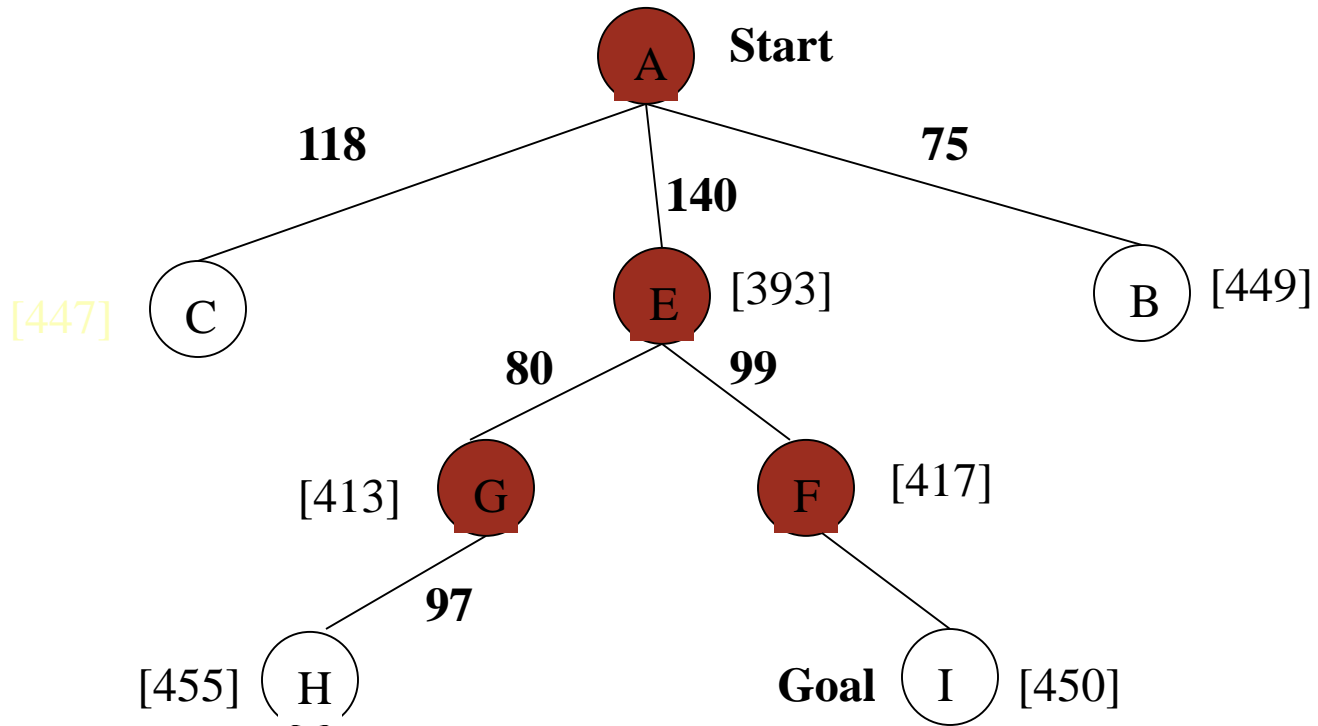 A Start
118
75
140
[447] C
E [393]
B [449]
80
99
[413] G
F [417]
97
[455] H
Goal I [450]